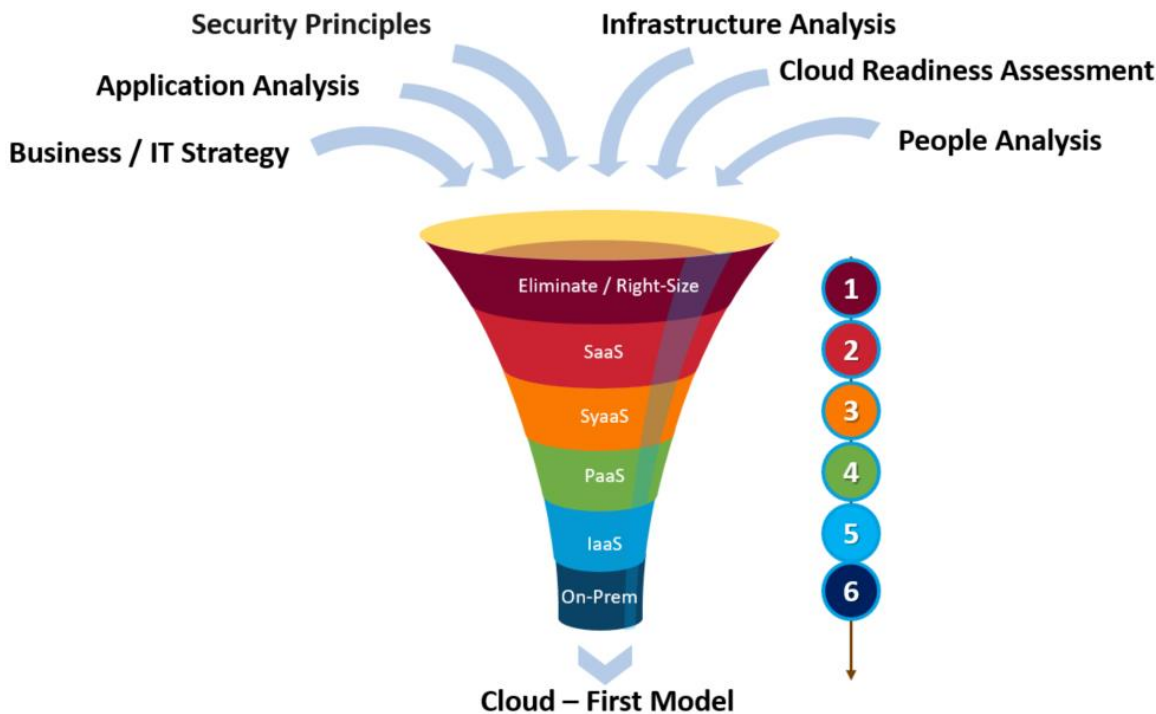 Security Principles
Infrastructure Analysis
Application Analysis
Cloud Readiness Assessment
Business / IT Strategy
People Analysis
Eliminate / Right-Size
1
SaaS
2
SyaaS
3
PaaS
4
IaaS
5
On-Prem
6
Cloud – First Model